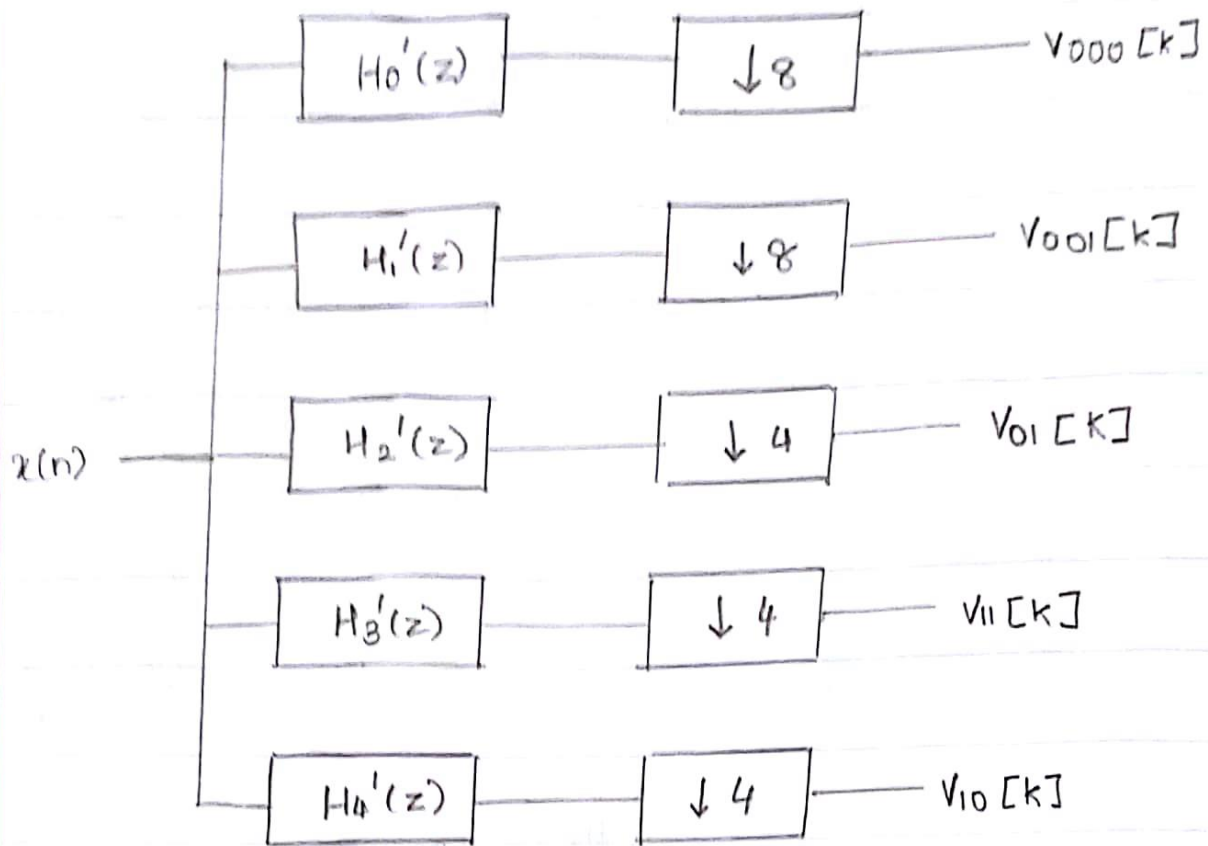 H0'(z) ↓8 V000[k]
H1'(z) ↓8 V001[k]
H2'(z) ↓4 V01[k]
x(n)
H3'(z) ↓4 V11[k]
H4'(z) ↓4 V10[k]